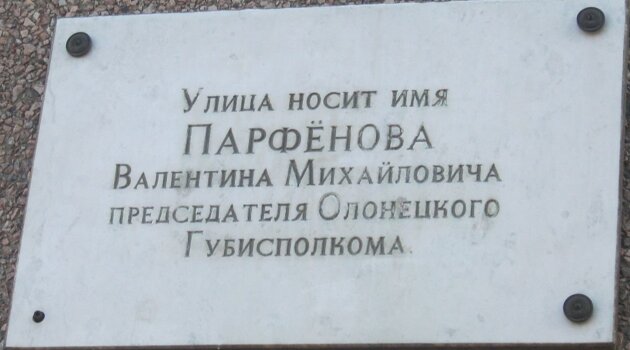 Улица носит имя
Парфёнова
Валентина Михайловича
председателя Олонецкого
Губисполкома.